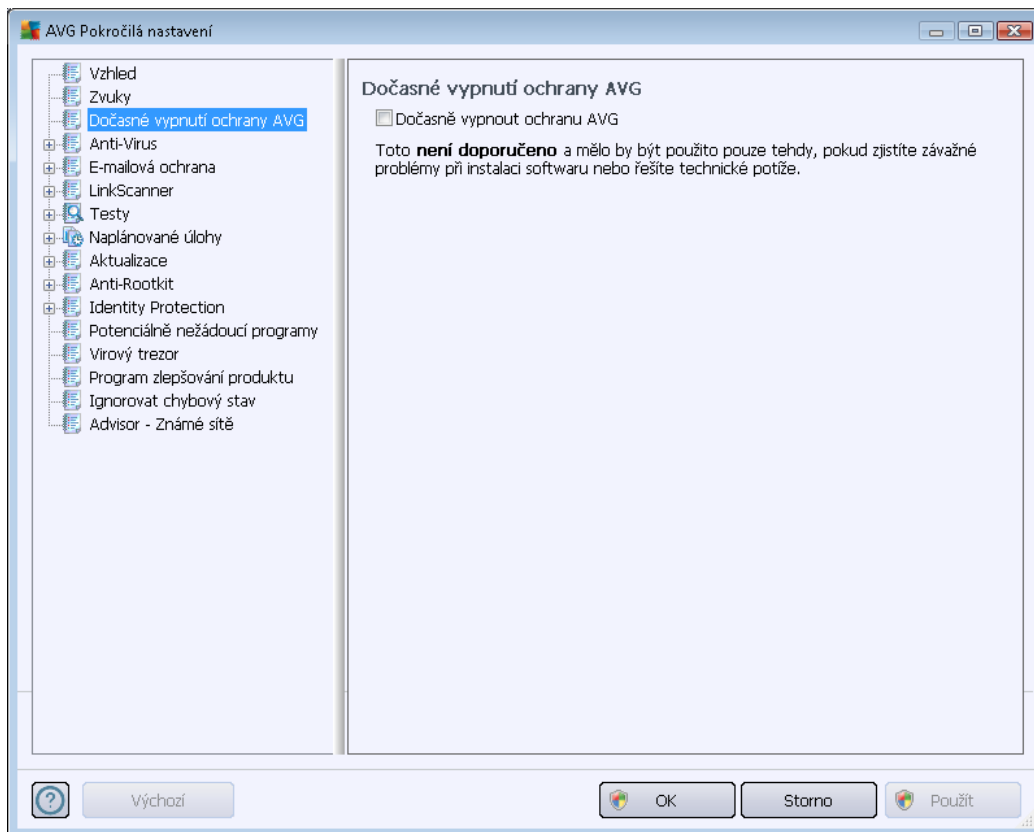 AVG Pokročilá nastavení
Vzhled
Zvuky
Dočasné vypnutí ochrany AVG
Anti-Virus
E-mailová ochrana
LinkScanner
Testy
Naplánované úlohy
Aktualizace
Anti-Rootkit
Identity Protection
Potenciálně nežádoucí programy
Virový trezor
Program zlepšování produktu
Ignorovat chybový stav
Advisor - Známé sítě
Dočasné vypnutí ochrany AVG
Dočasně vypnout ochranu AVG
Toto není doporučeno a mělo by být použito pouze tehdy, pokud zjistíte závažné
problémy při instalaci softwaru nebo řešíte technické potíže.
? Výchozí OK Storno Použít